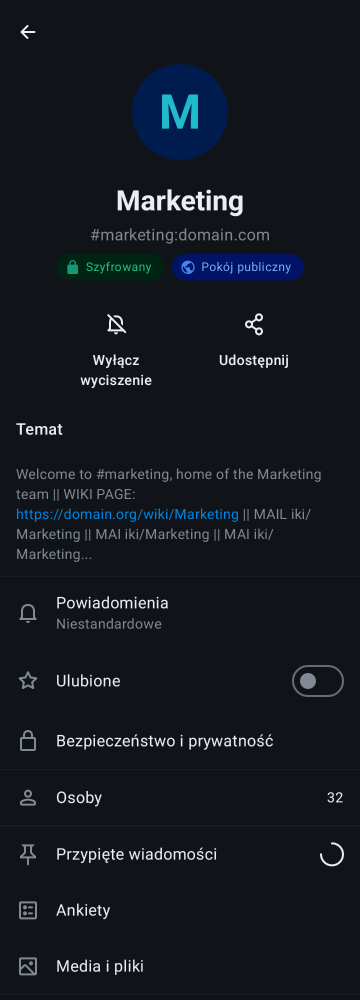 M
Marketing
#marketing:domain.com
Szyfrowany
Pokój publiczny
Wyłącz
wyciszenie
Udostępnij
Temat
Welcome to #marketing, home of the Marketing
team || WIKI PAGE:
https://domain.org/wiki/Marketing || MAIL iki/
Marketing || MAI iki/Marketing || MAI iki/
Marketing...
Powiadomienia
Niestandardowe
Ulubione
Bezpieczeństwo i prywatność
Osoby 32
Przypięte wiadomości
Ankiety
Media i pliki